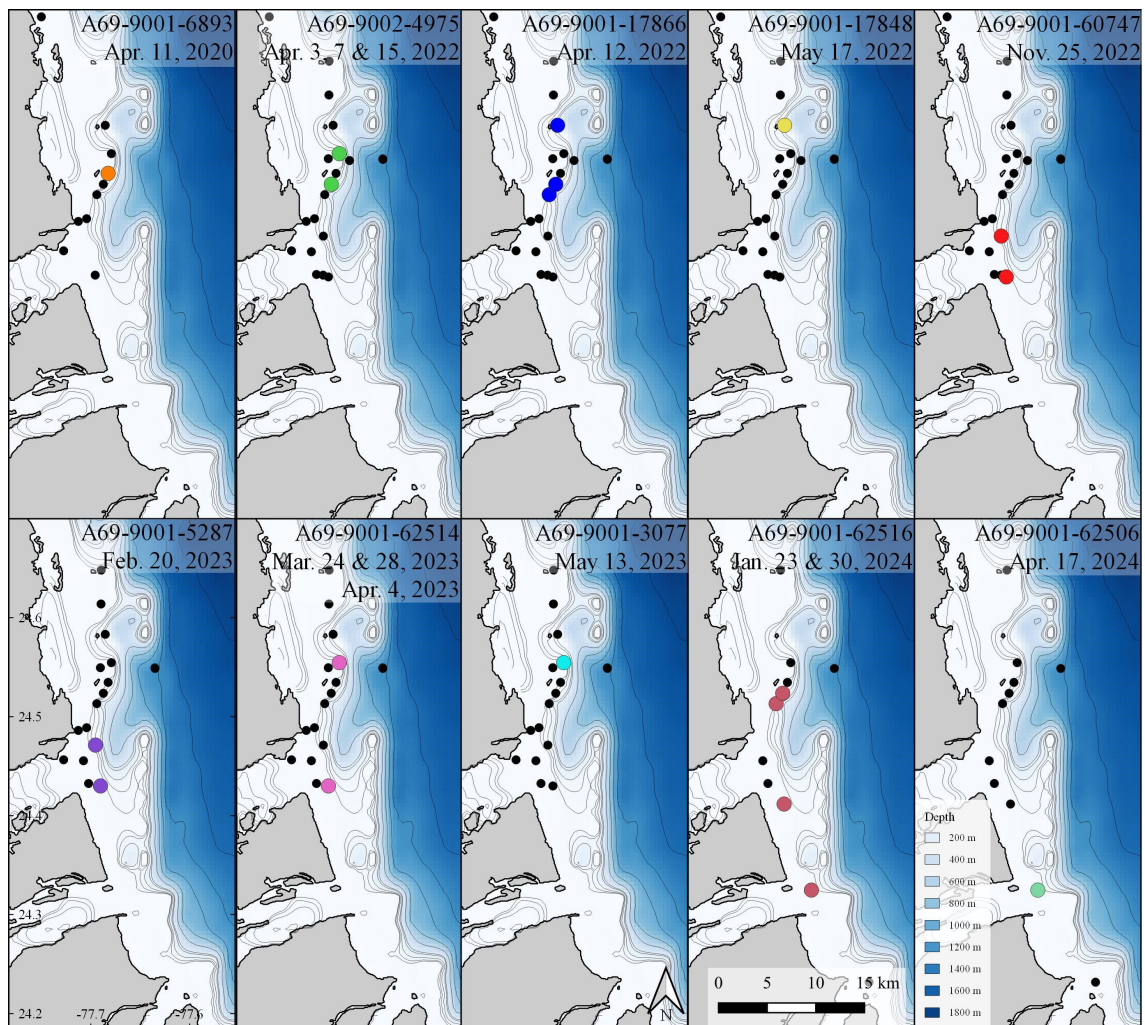 A69-9001-6893
Apr. 11, 2020
A69-9002-4975
Apr. 3, 7 & 15, 2022
A69-9001-17866
Apr. 12, 2022
A69-9001-17848
May 17, 2022
A69-9001-60747
Nov. 25, 2022
A69-9001-5287
Feb. 20, 2023
A69-9001-62514
Mar. 24 & 28, 2023
Apr. 4, 2023
A69-9001-3077
May 13, 2023
A69-9001-62516
Jan. 23 & 30, 2024
A69-9001-62506
Apr. 17, 2024
24.6
24.5
24.4
24.3
24.2
-77.7
-77.6
N
0 5 10 15 km
Depth
200 m
400 m
600 m
800 m
1000 m
1200 m
1400 m
1600 m
1800 m